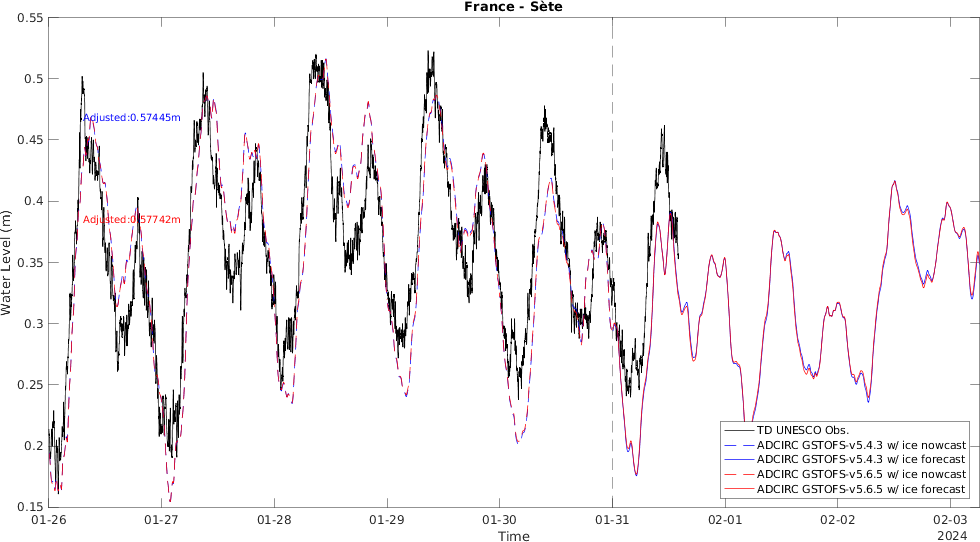 France - Sète
0.55
0.5
0.45
0.4
0.35
0.3
0.25
0.2
0.15
Water Level (m)
Adjusted:0.57445m
Adjusted:0.57742m
TD UNESCO Obs.
ADCIRC GSTOFS-v5.4.3 w/ ice nowcast
ADCIRC GSTOFS-v5.4.3 w/ ice forecast
ADCIRC GSTOFS-v5.6.5 w/ ice nowcast
ADCIRC GSTOFS-v5.6.5 w/ ice forecast
01-26 01-27 01-28 01-29 01-30 01-31 02-01 02-02 02-03
Time
2024